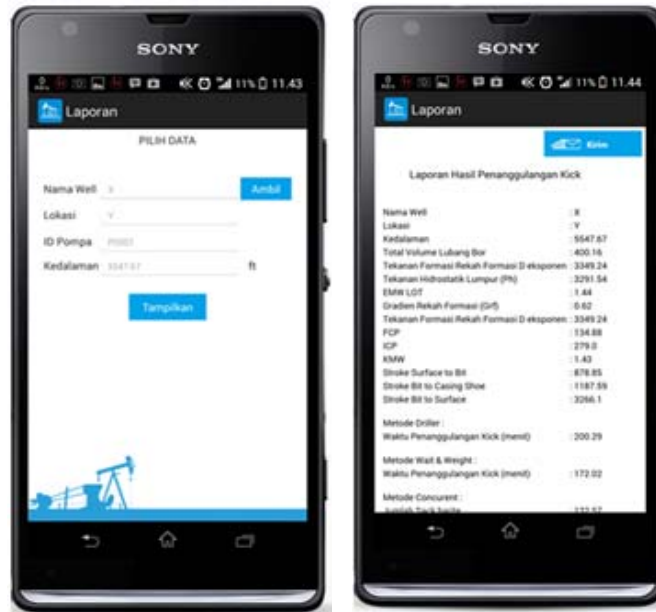 SONY
11% 11.43
Laporan
PILIH DATA
Nama Well X Ambil
Lokasi Y
ID Pompa
Kedalaman ft
Tampilkan
SONY
11% 11.44
Laporan
Kirim
Laporan Hasil Penanggulangan Kick
Nama Well : X
Lokasi : Y
Kedalaman : 5547.67
Total Volume Lubang Bor : 400.16
Tekanan Formasi Rekah Formasi D eksponen : 3349.24
Tekanan Hidrostatik Lumpur (Ph) : 3291.54
EMW LOT : 1.44
Gradien Rekah Formasi (Grf) : 0.62
Tekanan Formasi Rekah Formasi D eksponen : 3349.24
FCP : 134.88
ICP : 279.0
KMW : 1.43
Stroke Surface to Bit : 878.85
Stroke Bit to Casing Shoe : 1187.59
Stroke Bit to Surface : 3266.1
Metode Driller :
Waktu Penanggulangan Kick (menit) : 200.29
Metode Wait & Weight :
Waktu Penanggulangan Kick (menit) : 172.02
Metode Concurent :